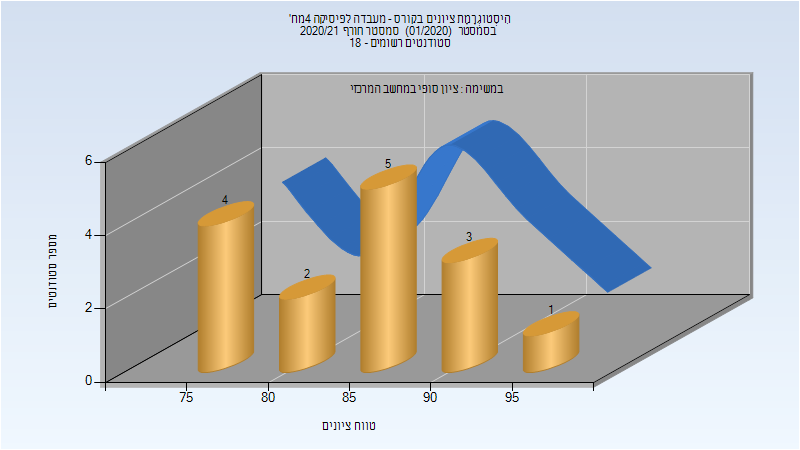 היסטוגרמת ציונים בקורס - מעבדה לפיסיקה 4מח'
בסמסטר (01/2020) סמסטר חורף 2020/21
סטודנטים רשומים - 18
במשימה : ציון סופי במחשב המרכזי
6
4
2
0
מספר סטודנטים
4
2
5
3
1
75
80
85
90
95
טווח ציונים